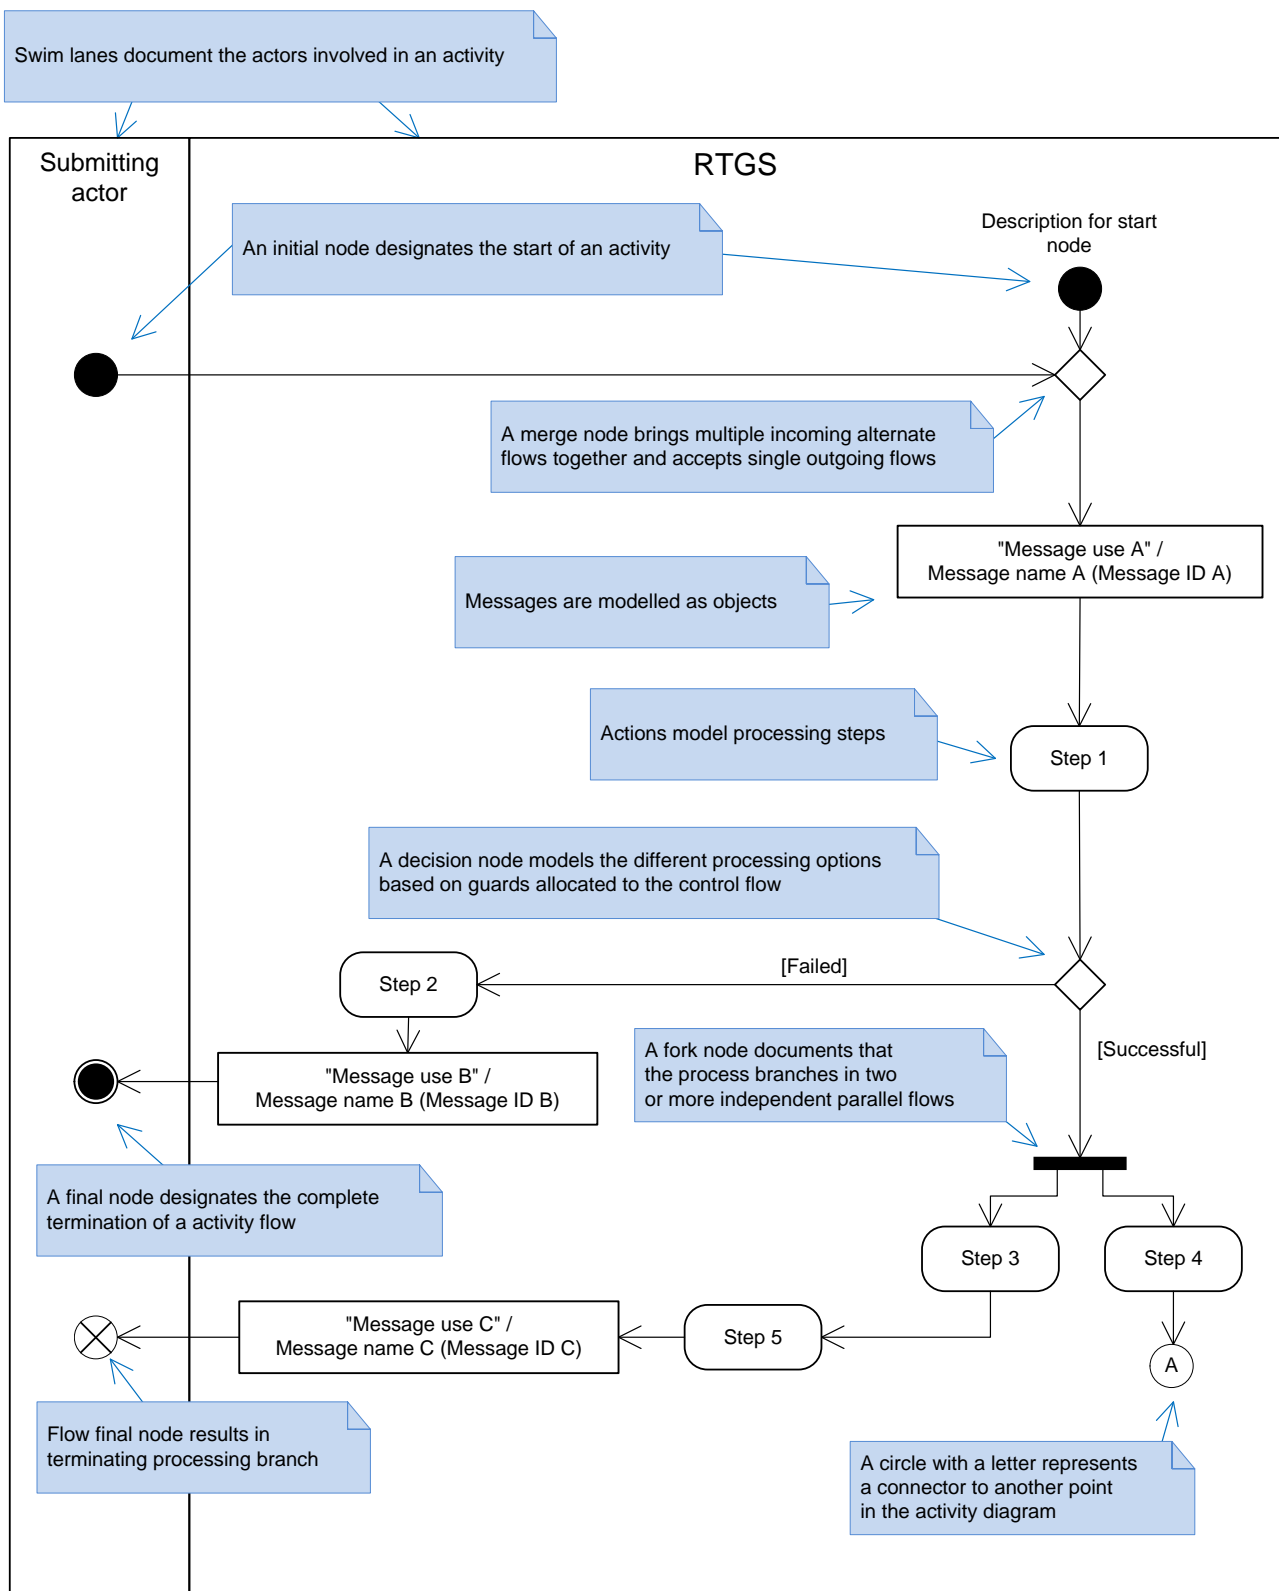 Swim lanes document the actors involved in an activity
Submitting
actor
RTGS
An initial node designates the start of an activity
Description for start
node
A merge node brings multiple incoming alternate
flows together and accepts single outgoing flows
"Message use A" /
Message name A (Message ID A)
Messages are modelled as objects
Actions model processing steps
Step 1
A decision node models the different processing options
based on guards allocated to the control flow
[Failed]
Step 2
[Successful]
A fork node documents that
the process branches in two
or more independent parallel flows
"Message use B" /
Message name B (Message ID B)
A final node designates the complete
termination of a activity flow
Step 3
Step 4
"Message use C" /
Message name C (Message ID C)
Step 5
A
Flow final node results in
terminating processing branch
A circle with a letter represents
a connector to another point
in the activity diagram